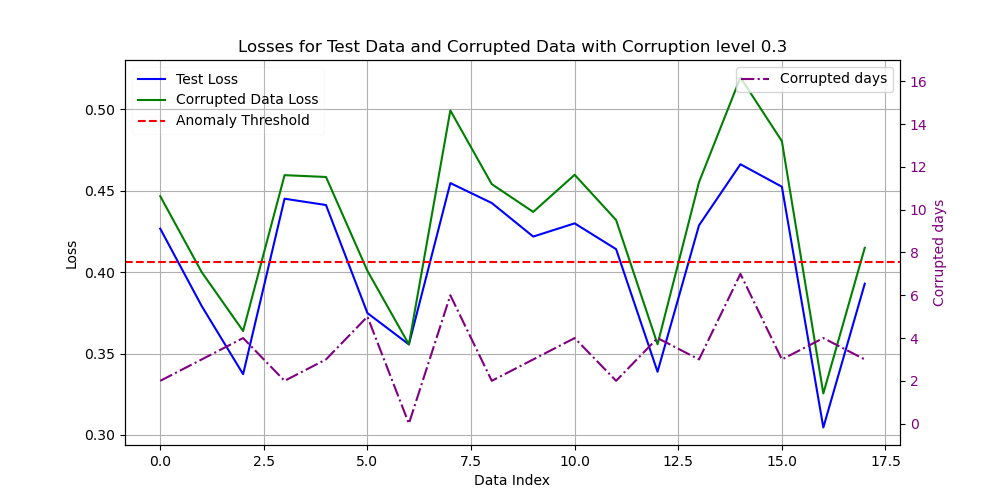 Losses for Test Data and Corrupted Data with Corruption level 0.3
Test Loss
Corrupted Data Loss
Anomaly Threshold
Corrupted days
0.50
0.45
0.40
0.35
0.30
Loss
16
14
12
10
8
6
4
2
0
Corrupted days
0.0 2.5 5.0 7.5 10.0 12.5 15.0 17.5
Data Index